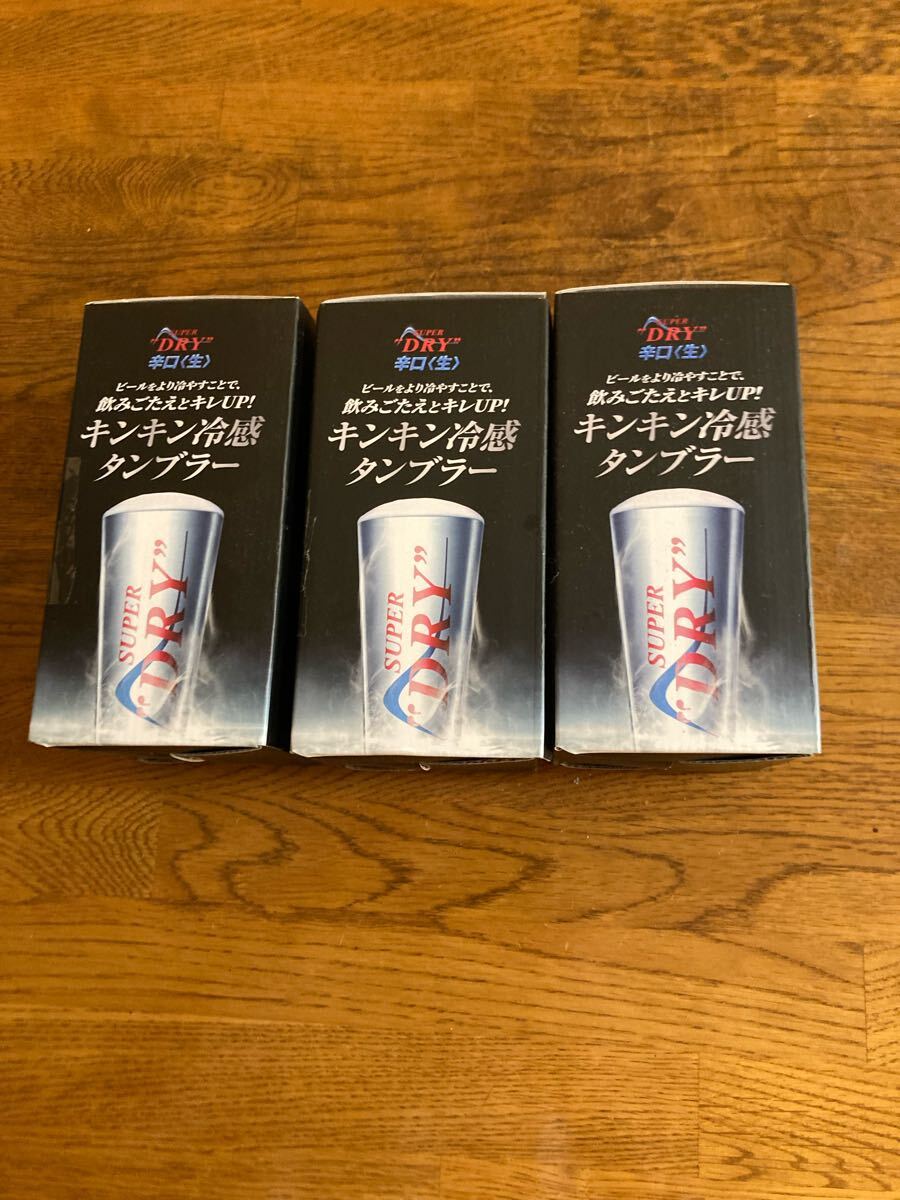 SUPER
"DRY"
辛口〈生〉
ビールをより冷やすことで、
飲みごたえとキレUP!
キンキン冷感
タンブラー
SUPER
"DRY"
SUPER
"DRY"
辛口〈生〉
ビールをより冷やすことで、
飲みごたえとキレUP!
キンキン冷感
タンブラー
SUPER
"DRY"
SUPER
"DRY"
辛口〈生〉
ビールをより冷やすことで、
飲みごたえとキレUP!
キンキン冷感
タンブラー
SUPER
"DRY"